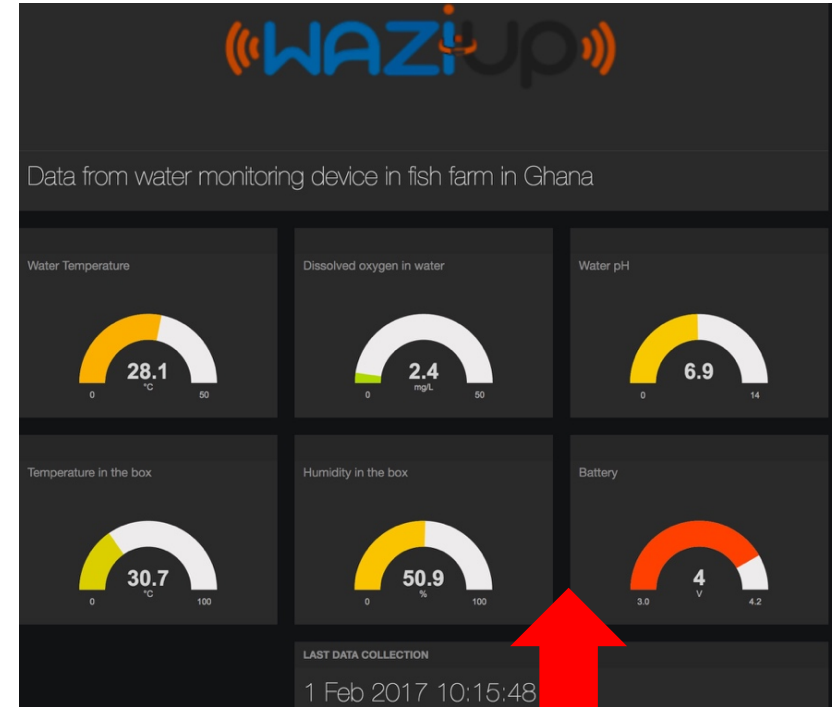 WAZIUP
Data from water monitoring device in fish farm in Ghana
Water Temperature
28.1
°C
0
50
Dissolved oxygen in water
2.4
mg/L
0
50
Water pH
6.9
0
14
Temperature in the box
30.7
°C
0
100
Humidity in the box
50.9
%
0
100
Battery
4
V
3.0
4.2
LAST DATA COLLECTION
1 Feb 2017 10:15:48